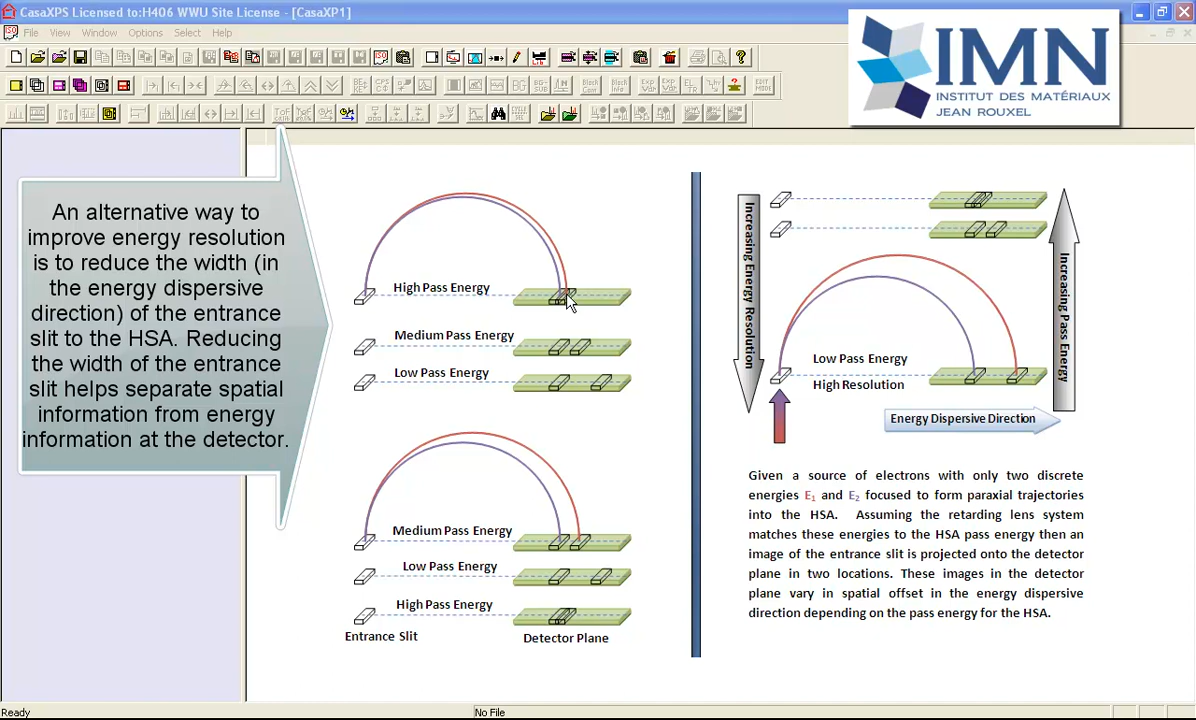 CasaXPS Licensed to:H406 WWU Site License - [CasaXP1]
File View Window Options Select Help
IMN
INSTITUT DES MATÉRIAUX
JEAN ROUXEL
An alternative way to
improve energy resolution
is to reduce the width (in
the energy dispersive
direction) of the entrance
slit to the HSA. Reducing
the width of the entrance
slit helps separate spatial
information from energy
information at the detector.
High Pass Energy
Medium Pass Energy
Low Pass Energy
Medium Pass Energy
Low Pass Energy
High Pass Energy
Entrance Slit
Detector Plane
Increasing Energy Resolution
Increasing Pass Energy
Low Pass Energy
High Resolution
Energy Dispersive Direction
Given a source of electrons with only two discrete
energies E1 and E2 focused to form paraxial trajectories
into the HSA. Assuming the retarding lens system
matches these energies to the HSA pass energy then an
image of the entrance slit is projected onto the detector
plane in two locations. These images in the detector
plane vary in spatial offset in the energy dispersive
direction depending on the pass energy for the HSA.
Ready
No File